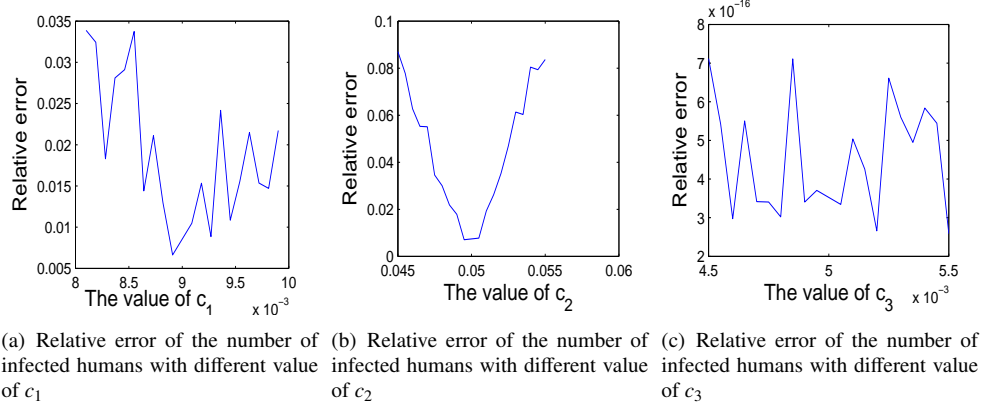 0.035
0.03
0.025
0.02
0.015
0.01
0.005
Relative error
8 8.5 9 9.5 10
The value of c1
x 10-3
0.1
0.08
0.06
0.04
0.02
0
Relative error
0.045 0.05 0.055 0.06
The value of c2
x 10-16
8
7
6
5
4
3
2
Relative error
4.5 5 5.5
The value of c3
x 10-3
(a) Relative error of the number of
infected humans with different value
of c1
(b) Relative error of the number of
infected humans with different value
of c2
(c) Relative error of the number of
infected humans with different value
of c3